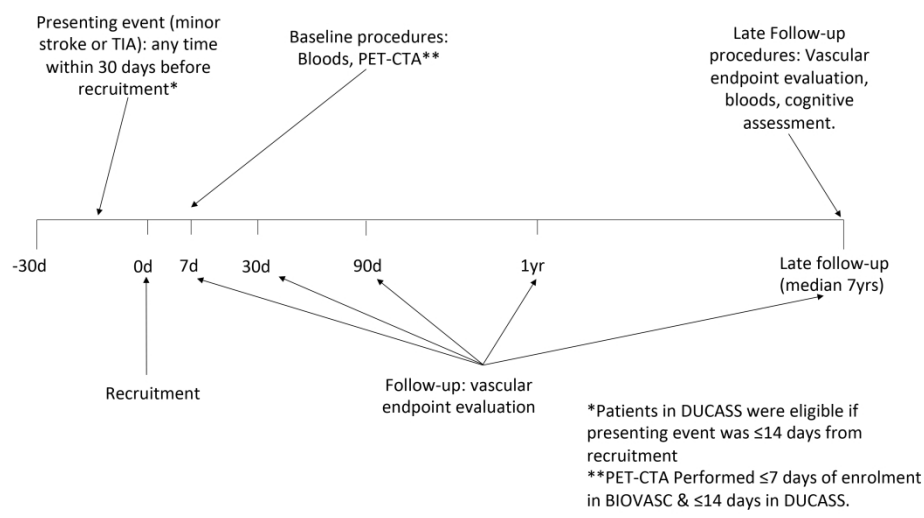 Presenting event (minor
stroke or TIA): any time
within 30 days before
recruitment*
Baseline procedures:
Bloods, PET-CTA**
Late Follow-up
procedures: Vascular
endpoint evaluation,
bloods, cognitive
assessment.
-30d
0d
7d
30d
90d
1yr
Late follow-up
(median 7yrs)
Recruitment
Follow-up: vascular
endpoint evaluation
*Patients in DUCASS were eligible if
presenting event was ≤14 days from
recruitment
**PET-CTA Performed ≤7 days of enrolment
in BIOVASC & ≤14 days in DUCASS.